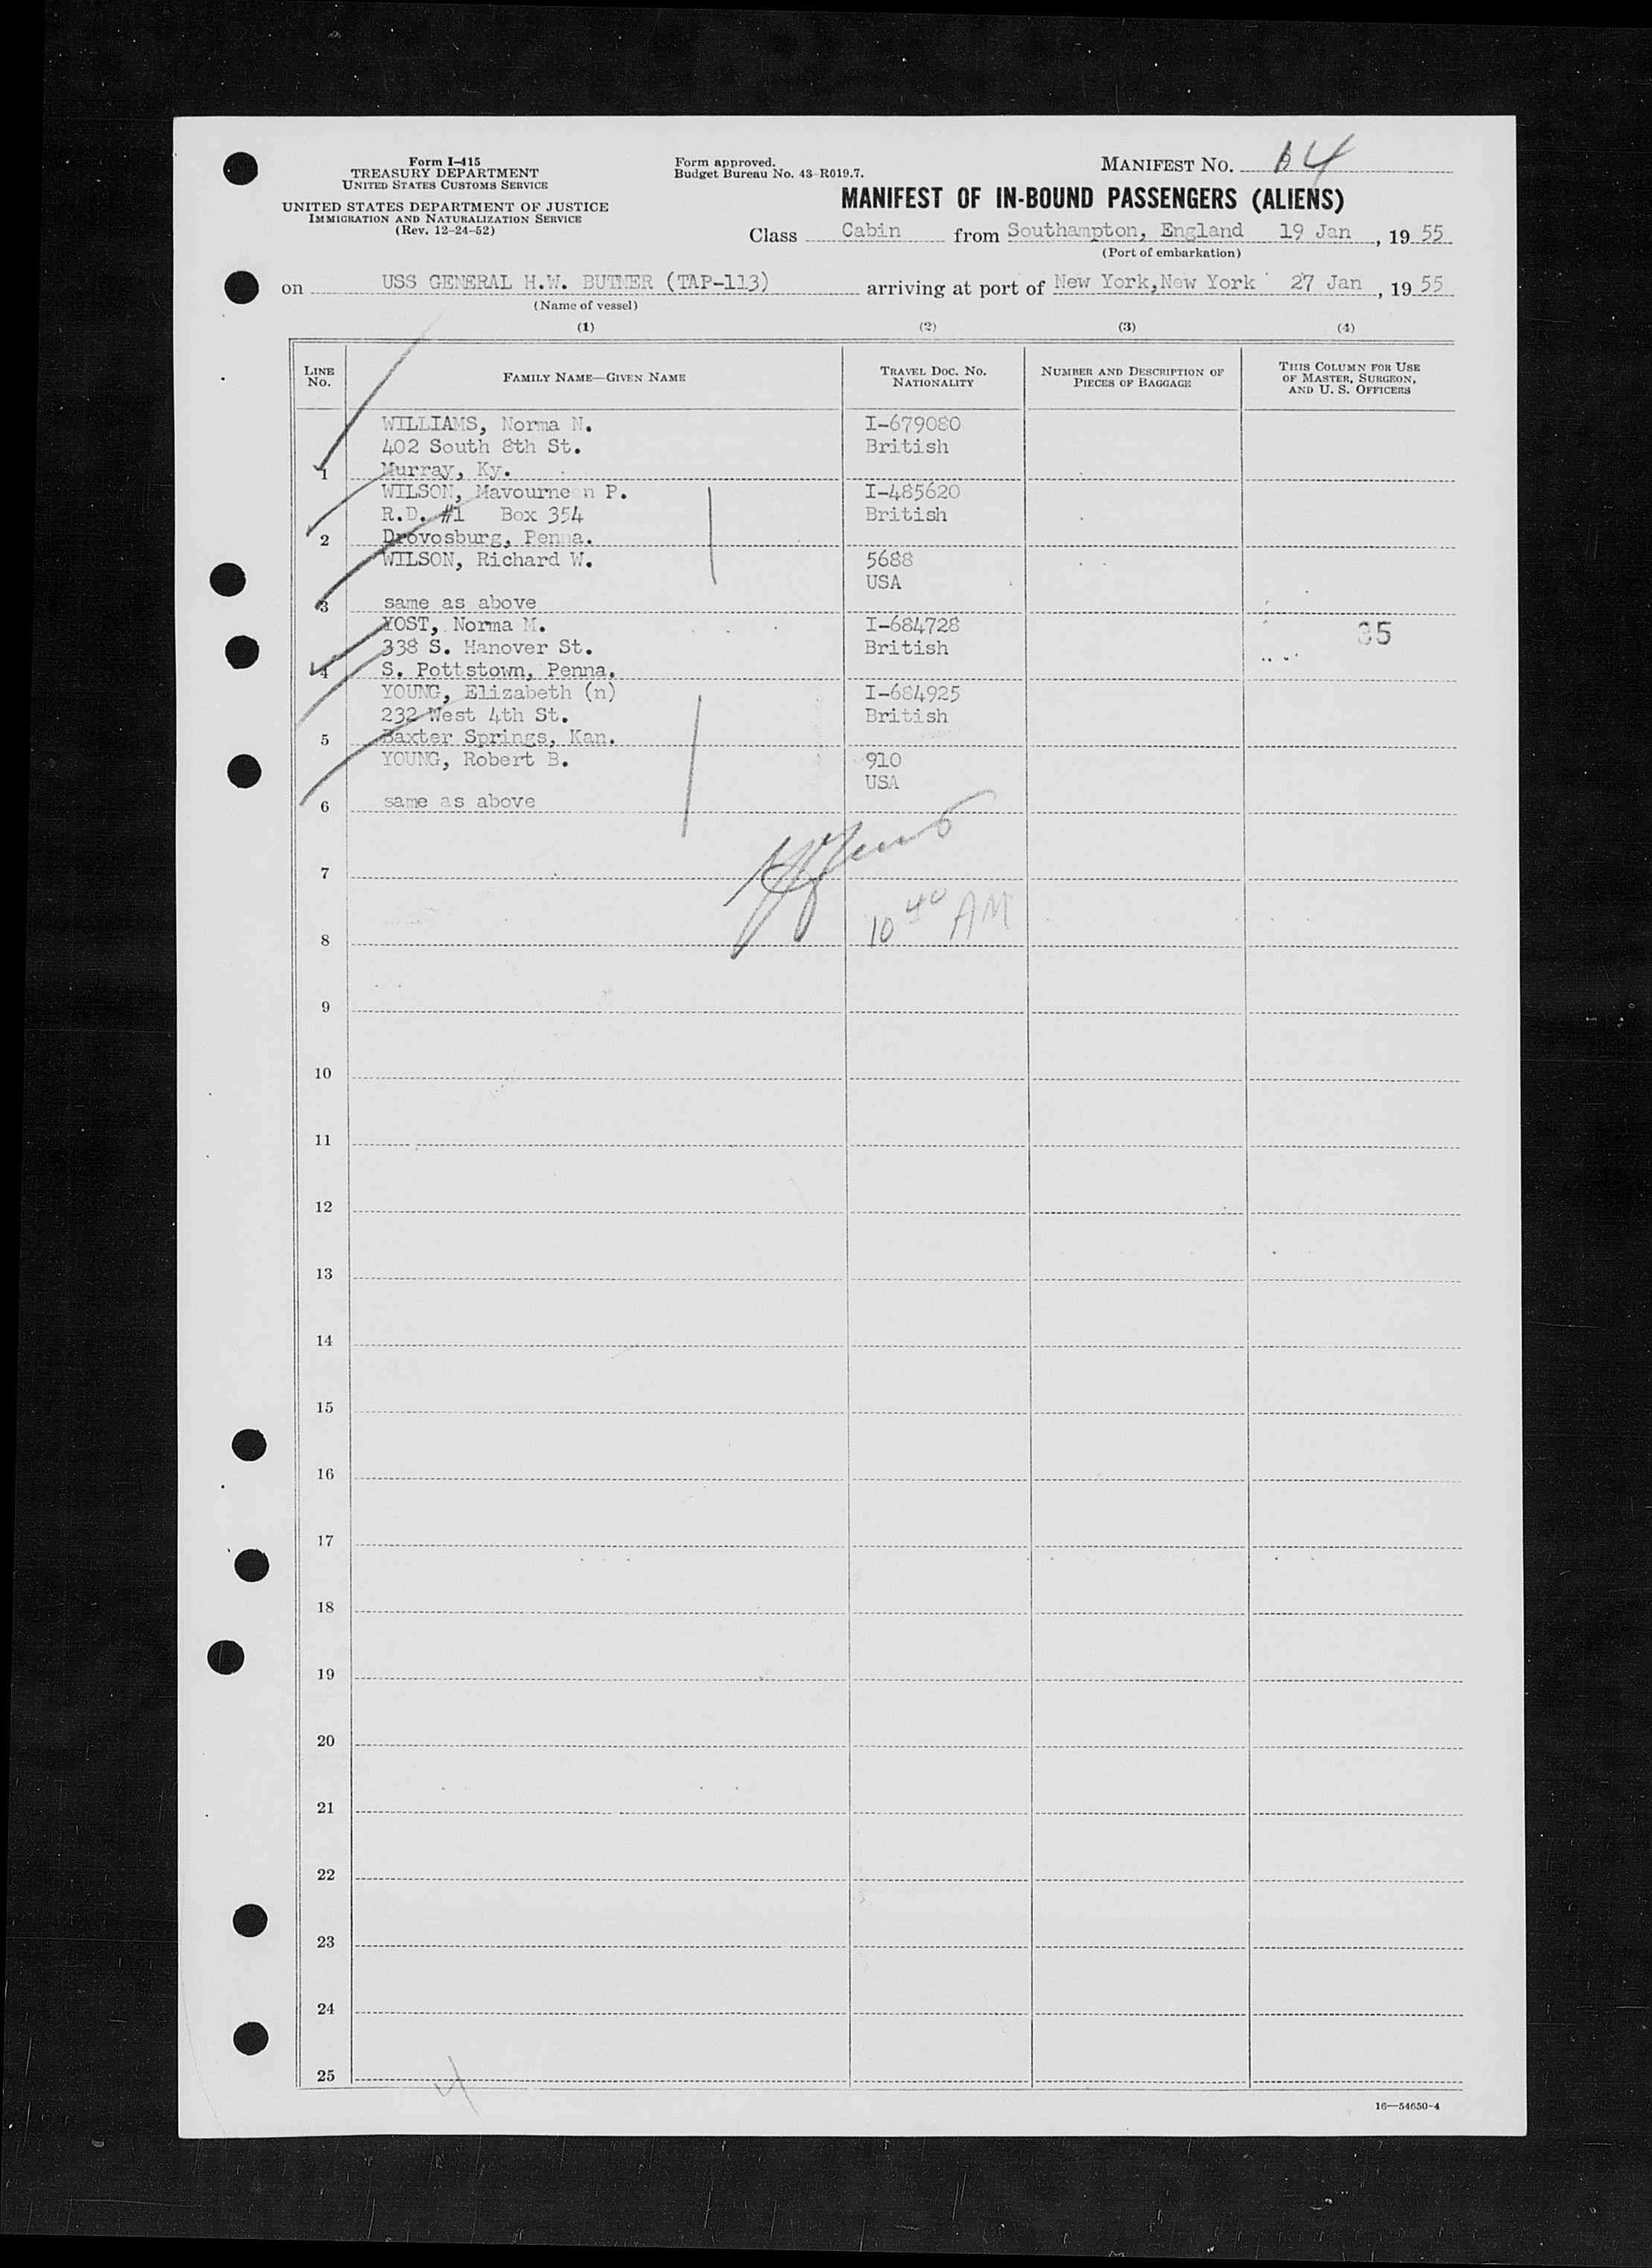 Form I-415
TREASURY DEPARTMENT
UNITED STATES CUSTOMS SERVICE
UNITED STATES DEPARTMENT OF JUSTICE
IMMIGRATION AND NATURALIZATION SERVICE
(Rev. 12-24-52)
Form approved.
Budget Bureau No. 43-R019.7.
MANIFEST No. A4
MANIFEST OF IN-BOUND PASSENGERS (ALIENS)
Class Cabin from Southampton, England 19 Jan, 19 55
(Port of embarkation)
on USS GENERAL H.W. BUTNER (TAP-113) arriving at port of New York,New York 27 Jan, 19 55
(Name of vessel)
(1) (2) (3) (4)
LINE No. FAMILY NAME—GIVEN NAME TRAVEL DOC. NO. NATIONALITY NUMBER AND DESCRIPTION OF PIECES OF BAGGAGE THIS COLUMN FOR USE OF MASTER, SURGEON, AND U. S. OFFICERS
WILLIAMS, Norma N. I-679080
402 South 8th St. British
1 Murray, Ky.
WILSON, Mavourneen P. I-485620
R.D. #1 Box 354 British
2 Drovosburg, Penna.
WILSON, Richard W. 5688
USA
3 same as above
YOST, Norma M. I-684728
338 S. Hanover St. British 35
4 S. Pottstown, Penna.
YOUNG, Elizabeth (n) I-684925
232 West 4th St. British
5 Baxter Springs, Kan.
YOUNG, Robert B. 910
USA
6 same as above
7
10 40 AM
8
9
10
11
12
13
14
15
16
17
18
19
20
21
22
23
24
25
4
16—54650-4